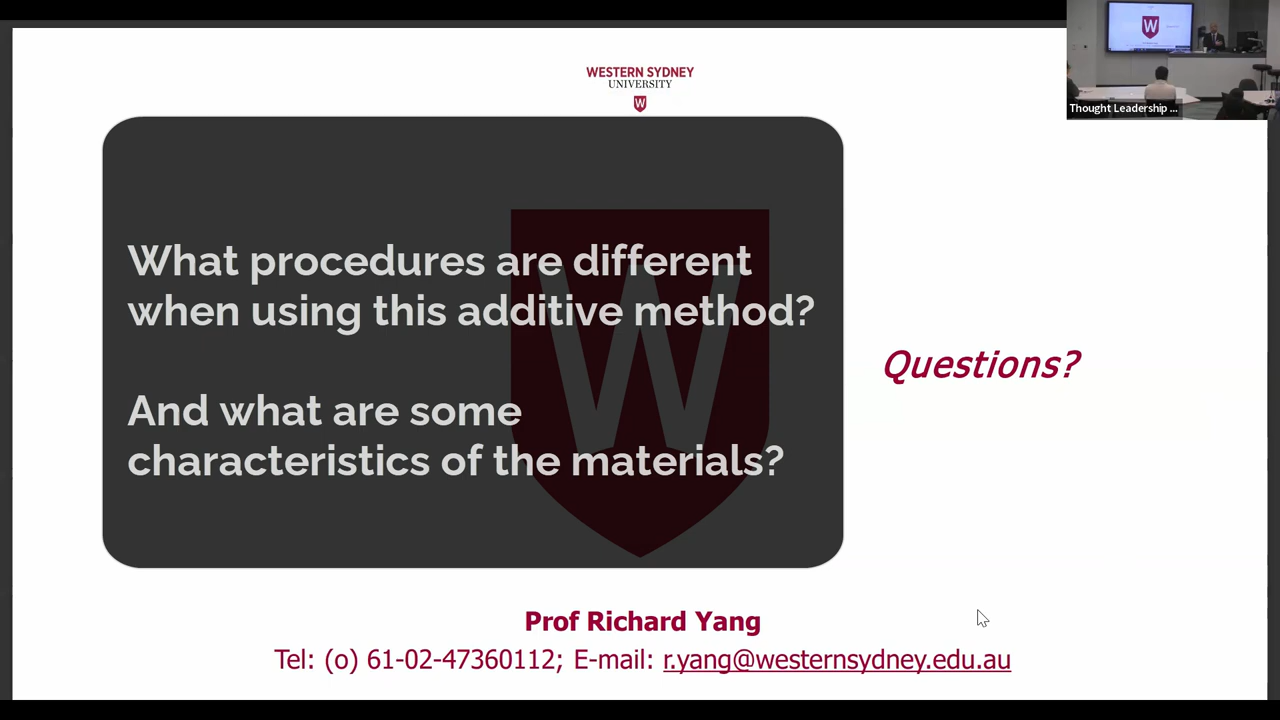 WESTERN SYDNEY
UNIVERSITY
W
Thought Leadership ...
What procedures are different
when using this additive method?
And what are some
characteristics of the materials?
W
Questions?
Prof Richard Yang
Tel: (o) 61-02-47360112; E-mail: r.yang@westernsydney.edu.au